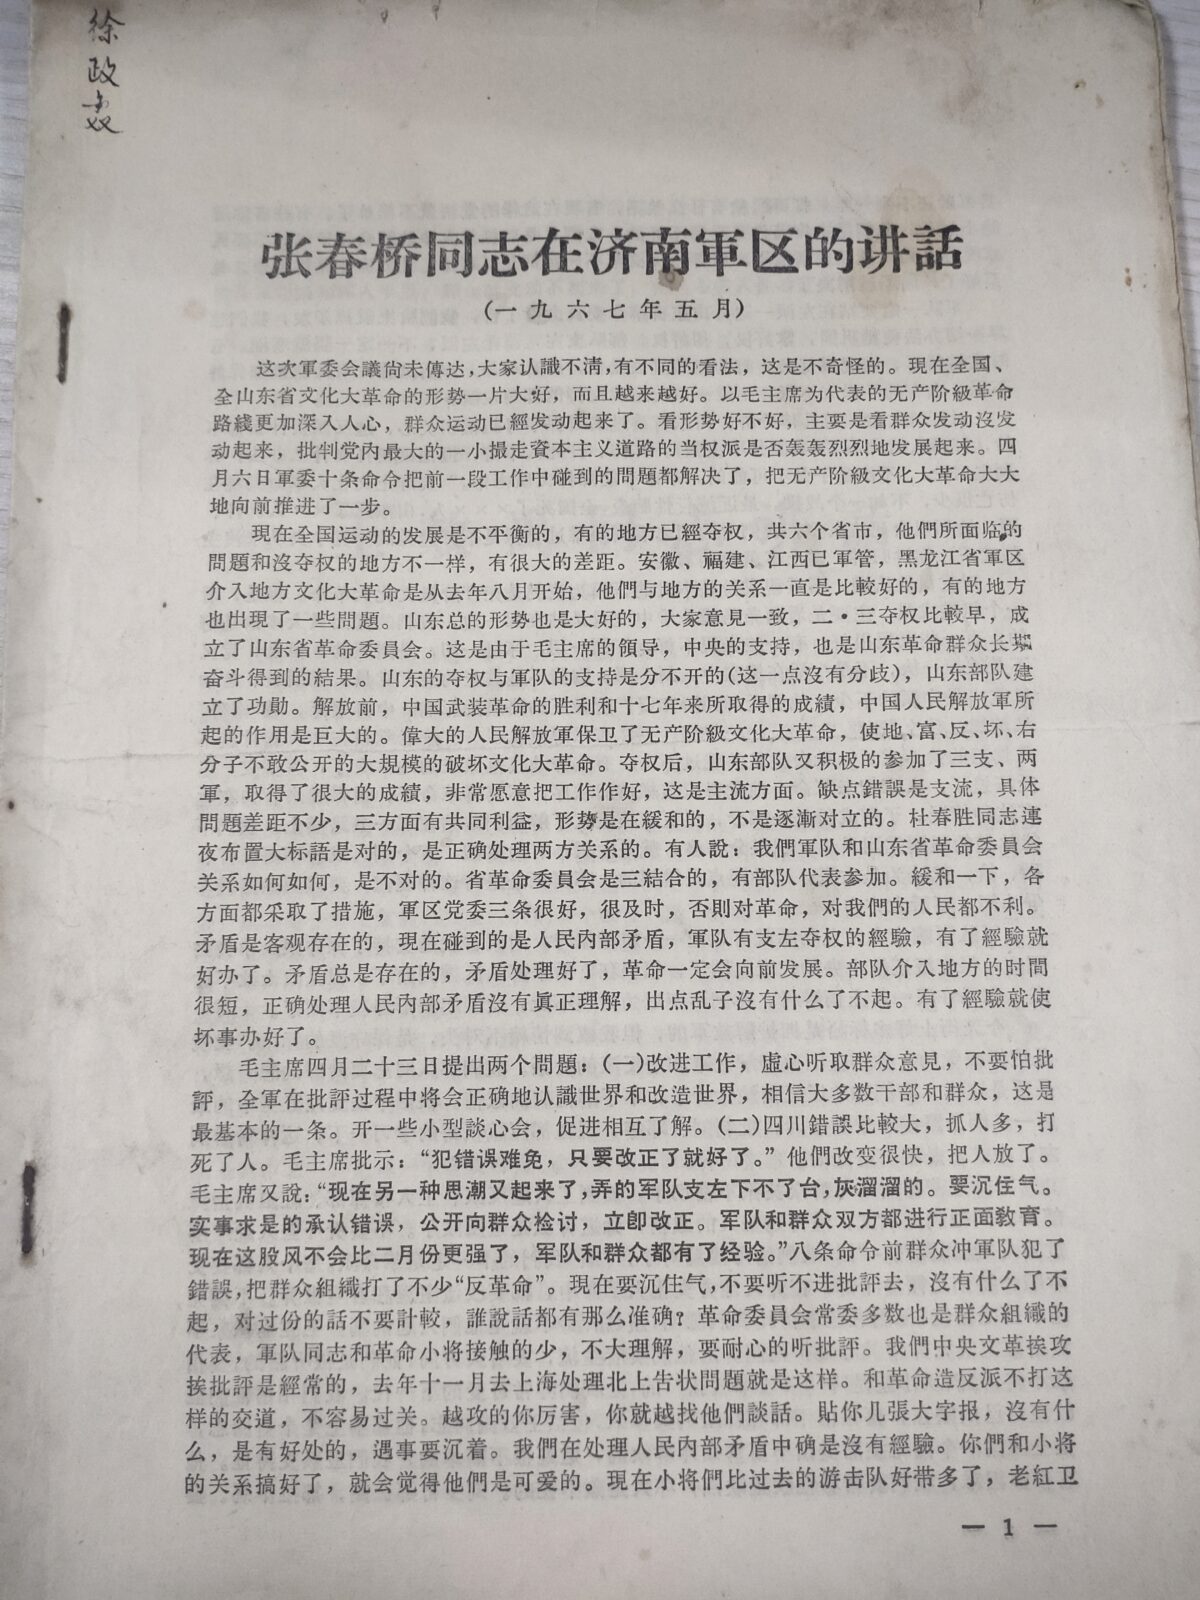 徐
政
张春桥同志在济南軍区的讲話
(一九六七年五月)
这次軍委会議尙未傳达，大家认識不淸，有不同的看法，这是不奇怪的。現在全国、
全山东省文化大革命的形势一片大好，而且越来越好。以毛主席为代表的无产阶級革命
路綫更加深入人心，群众运动已經发动起来了。看形势好不好，主要是看群众发动沒发
动起来，批判党內最大的一小撮走資本主义道路的当权派是否轰轰烈烈地发展起来。四
月六日軍委十条命令把前一段工作中碰到的問題都解决了，把无产阶級文化大革命大大
地向前推进了一步。
現在全国运动的发展是不平衡的，有的地方已經夺权，共六个省市，他們所面临的
問題和沒夺权的地方不一样，有很大的差距。安徽、福建、江西已軍管，黑龙江省軍区
介入地方文化大革命是从去年八月开始，他們与地方的关系一直是比較好的，有的地方
也出現了一些問題。山东总的形势也是大好的，大家意見一致，二·三夺权比較早，成
立了山东省革命委員会。这是由于毛主席的領导，中央的支持，也是山东革命群众长期
奋斗得到的結果。山东的夺权与軍队的支持是分不开的(这一点沒有分歧)，山东部队建
立了功勛。解放前，中国武装革命的胜利和十七年来所取得的成績，中国人民解放軍所
起的作用是巨大的。偉大的人民解放軍保卫了无产阶級文化大革命，使地、富、反、坏、右
分子不敢公开的大規模的破坏文化大革命。夺权后，山东部队又积极的参加了三支、两
軍，取得了很大的成績，非常愿意把工作作好，这是主流方面。缺点錯誤是支流，具体
問題差距不少，三方面有共同利益，形势是在緩和的，不是逐漸对立的。杜春胜同志連
夜布置大标語是对的，是正确处理两方关系的。有人說：我們軍队和山东省革命委員会
关系如何如何，是不对的。省革命委員会是三結合的，有部队代表参加。緩和一下，各
方面都采取了措施，軍区党委三条很好，很及时，否則对革命，对我們的人民都不利。
矛盾是客观存在的，現在碰到的是人民內部矛盾，軍队有支左夺权的經驗，有了經驗就
好办了。矛盾总是存在的，矛盾处理好了，革命一定会向前发展。部队介入地方的时間
很短，正确处理人民內部矛盾沒有眞正理解，出点乱子沒有什么了不起。有了經驗就使
坏事办好了。
毛主席四月二十三日提出两个問題：(一)改进工作，虛心听取群众意見，不要怕批
評，全軍在批評过程中将会正确地认識世界和改造世界，相信大多数干部和群众，这是
最基本的一条。开一些小型談心会，促进相互了解。(二)四川錯誤比較大，抓人多，打
死了人。毛主席批示：“犯错误难免，只要改正了就好了。”他們改变很快，把人放了。
毛主席又說：“现在另一种思潮又起来了，弄的军队支左下不了台，灰溜溜的。要沉住气。
实事求是的承认错误，公开向群众检讨，立即改正。军队和群众双方都进行正面教育。
现在这股风不会比二月份更强了，军队和群众都有了经验。”八条命令前群众冲軍队犯了
錯誤，把群众組織打了不少“反革命”。現在要沉住气，不要听不进批評去，沒有什么了不
起，对过份的話不要計較，誰說話都有那么准确？革命委員会常委多数也是群众組織的
代表，軍队同志和革命小将接触的少，不大理解，要耐心的听批評。我們中央文革挨攻
挨批評是經常的，去年十一月去上海处理北上告状問題就是这样。和革命造反派不打这
样的交道，不容易过关。越攻的你厉害，你就越找他們談話。貼你几張大字报，沒有什
么，是有好处的，遇事要沉着。我們在处理人民內部矛盾中确是沒有經驗。你們和小将
的关系搞好了，就会觉得他們是可爱的。現在小将們比过去的游击队好带多了，老紅卫
— 1 —